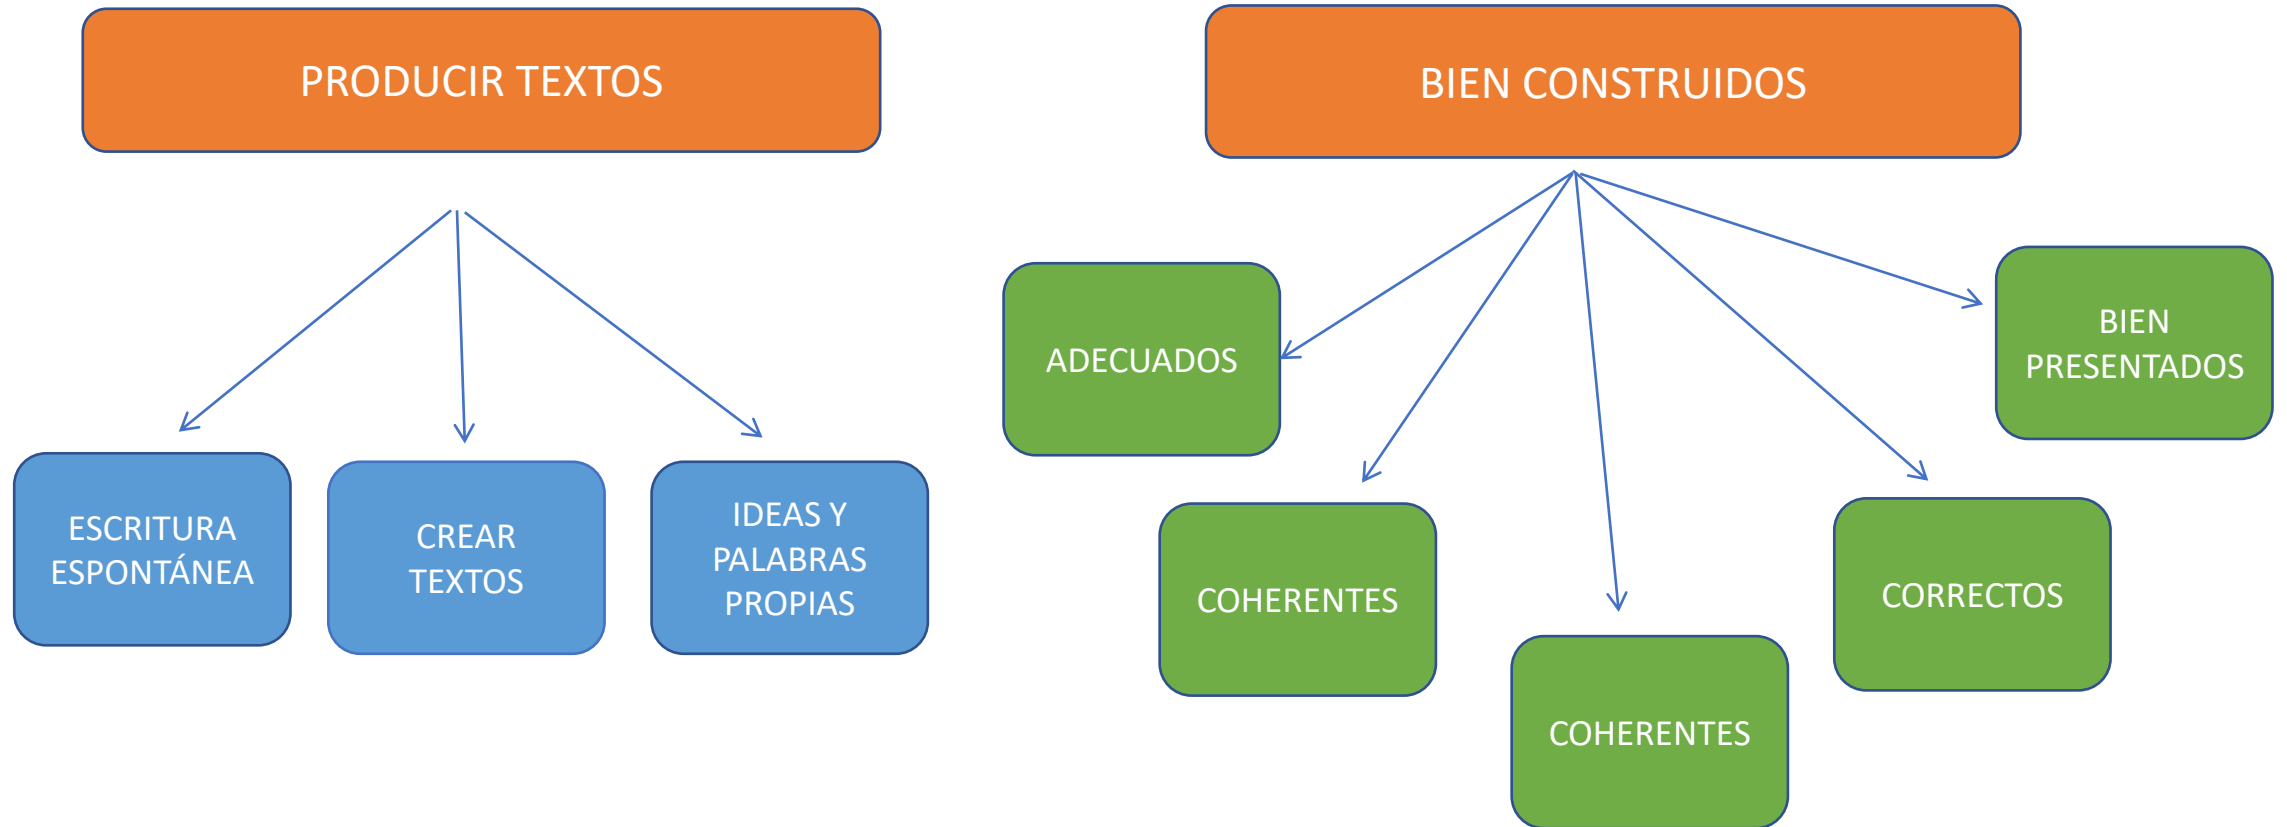 PRODUCIR TEXTOS
ESCRITURA
ESPONTÁNEA
CREAR
TEXTOS
IDEAS Y
PALABRAS
PROPIAS
BIEN CONSTRUIDOS
ADECUADOS
COHERENTES
COHERENTES
CORRECTOS
BIEN
PRESENTADOS